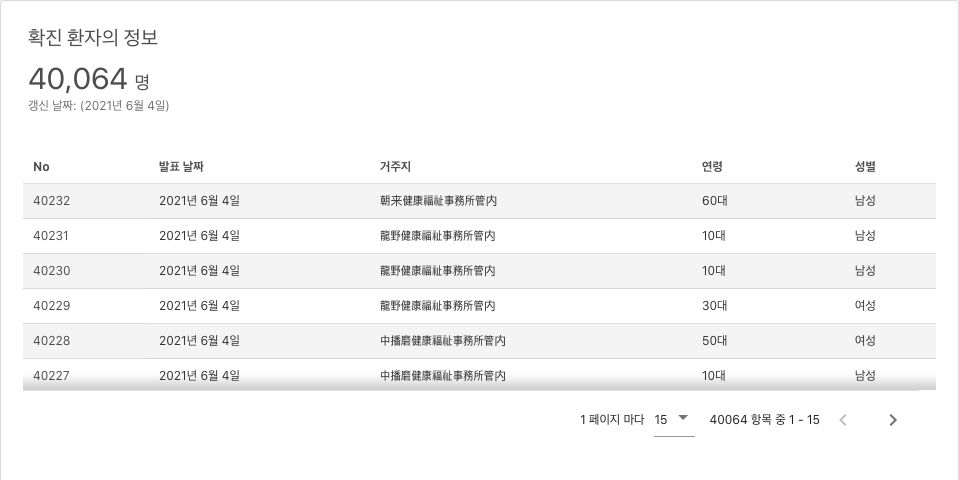 확진 환자의 정보
40,064 명
갱신 날짜: (2021년 6월 4일)
No 발표 날짜 거주지 연령 성별
40232 2021년 6월 4일 朝来健康福祉事務所管内 60대 남성
40231 2021년 6월 4일 龍野健康福祉事務所管内 10대 남성
40230 2021년 6월 4일 龍野健康福祉事務所管内 10대 남성
40229 2021년 6월 4일 龍野健康福祉事務所管内 30대 여성
40228 2021년 6월 4일 中播磨健康福祉事務所管内 50대 여성
40227 2021년 6월 4일 中播磨健康福祉事務所管内 10대 남성
1 페이지 마다 15 40064 항목 중 1 - 15